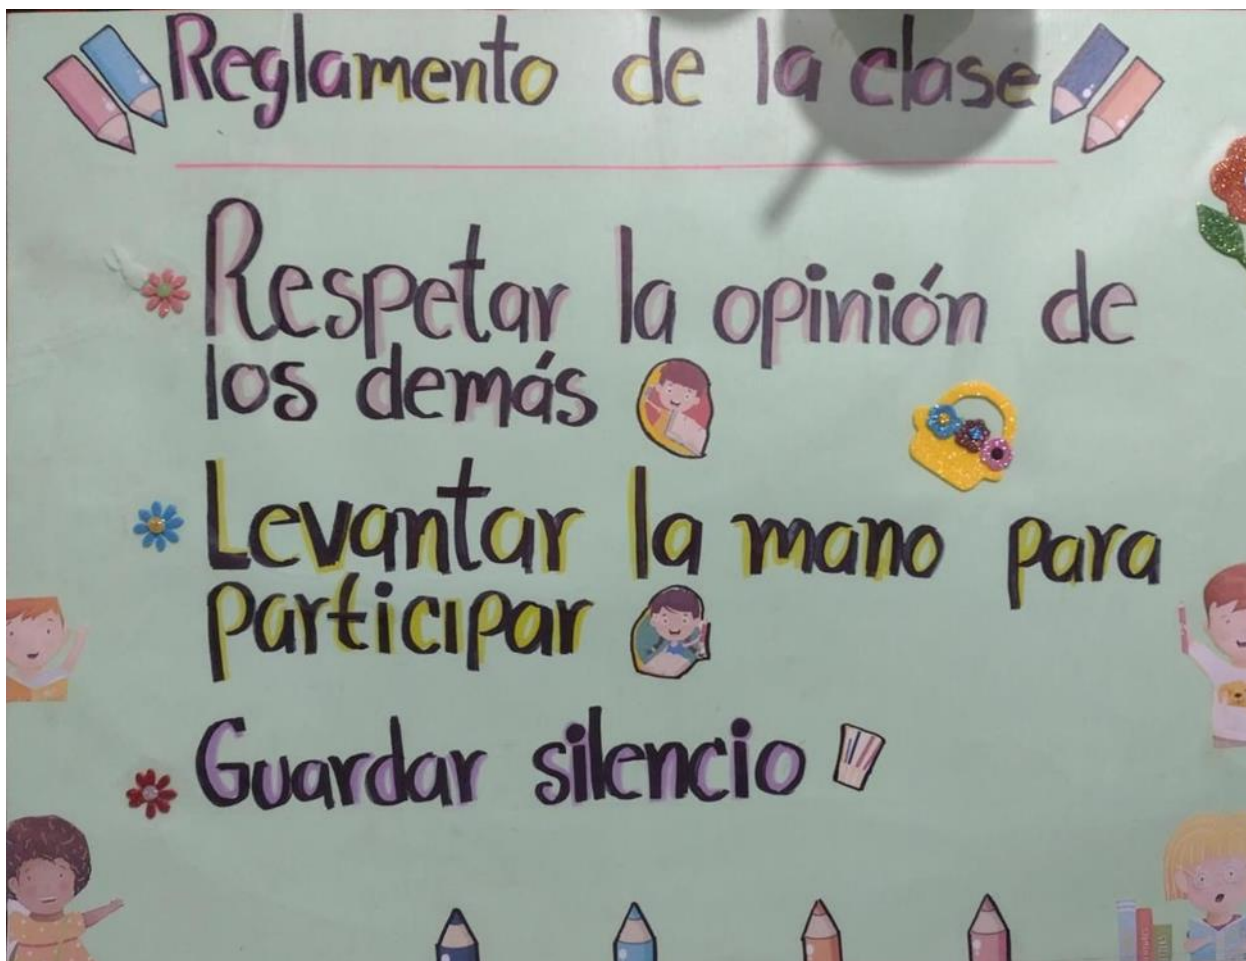 Reglamento de la clase
Respetar la opinión de
los demás
Levantar la mano para
participar
Guardar silencio